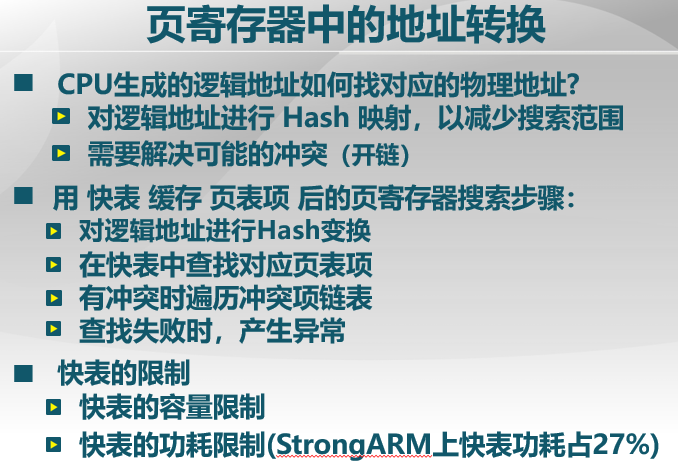 页寄存器中的地址转换
CPU生成的逻辑地址如何找对应的物理地址?
对逻辑地址进行 Hash 映射，以减少搜索范围
需要解决可能的冲突（开链）
用 快表 缓存 页表项 后的页寄存器搜索步骤：
对逻辑地址进行Hash变换
在快表中查找对应页表项
有冲突时遍历冲突项链表
查找失败时，产生异常
快表的限制
快表的容量限制
快表的功耗限制(StrongARM上快表功耗占27%)